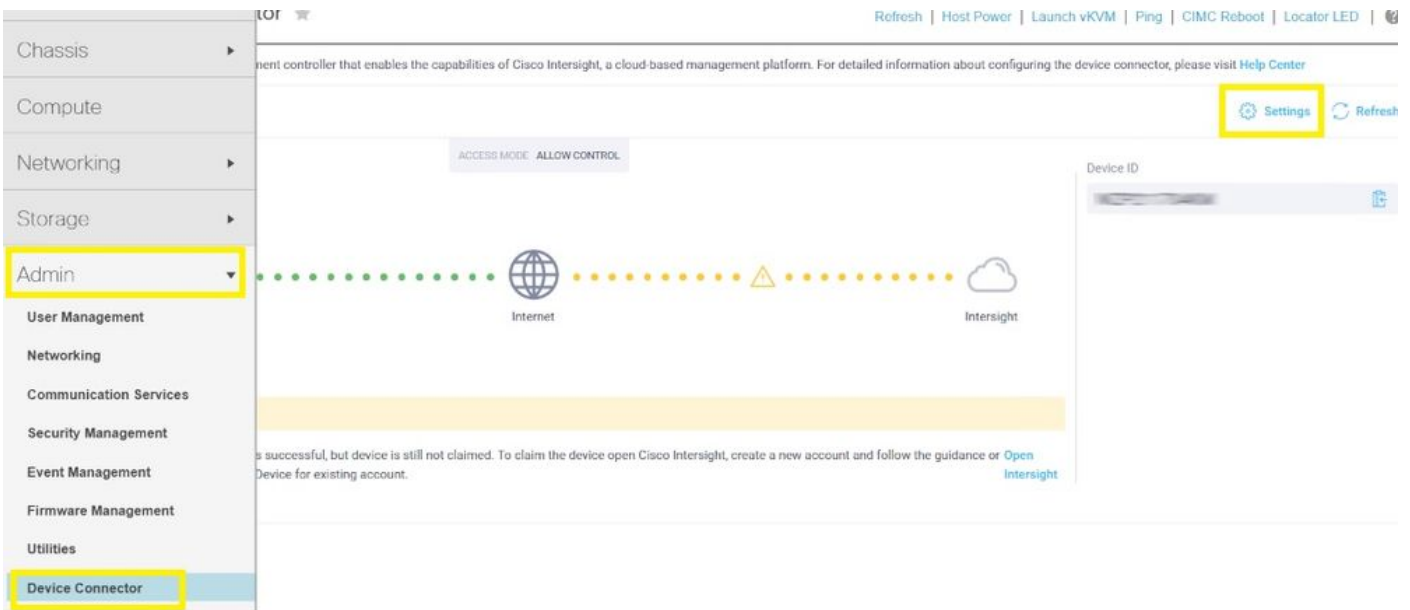 tor
Refresh | Host Power | Launch vKVM | Ping | CIMC Reboot | Locator LED |
Chassis
ment controller that enables the capabilities of Cisco Intersight, a cloud-based management platform. For detailed information about configuring the device connector, please visit Help Center
Compute
Settings Refresh
Networking
ACCESS MODE ALLOW CONTROL
Device ID
Storage
Admin
Internet
Intersight
User Management
Networking
Communication Services
Security Management
s successful, but device is still not claimed. To claim the device open Cisco Intersight, create a new account and follow the guidance or Open
Device for existing account. Intersight
Event Management
Firmware Management
Utilities
Device Connector